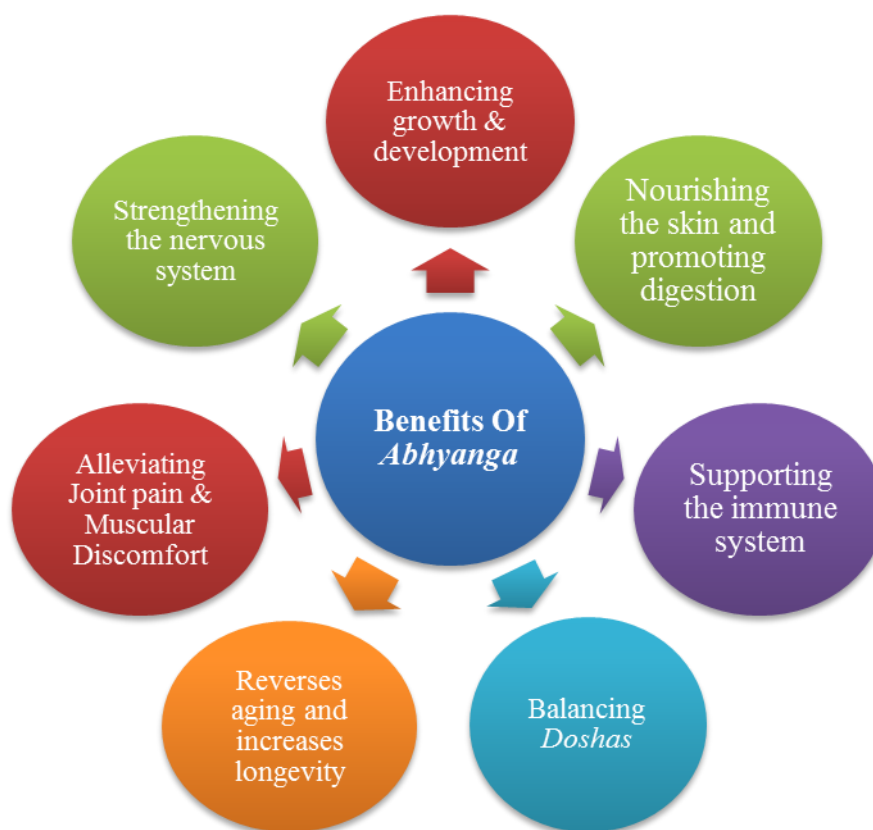 Benefits Of
Abhyanga
Enhancing
growth &
development
Nourishing
the skin and
promoting
digestion
Supporting
the immune
system
Balancing
Doshas
Reverses
aging and
increases
longevity
Alleviating
Joint pain &
Muscular
Discomfort
Strengthening
the nervous
system